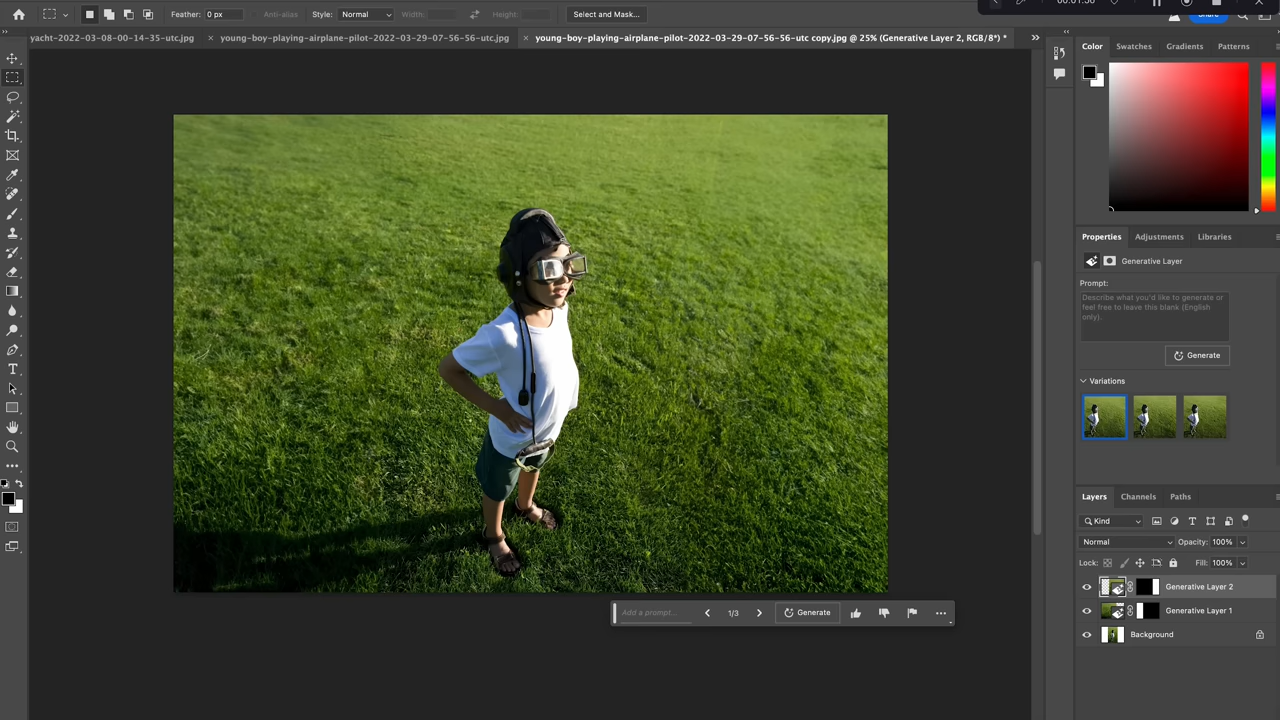 Feather: 0 px Anti-alias Style: Normal Width: Height: Select and Mask... Share
yacht-2022-03-08-00-14-35-utc.jpg × young-boy-playing-airplane-pilot-2022-03-29-07-56-56-utc.jpg × young-boy-playing-airplane-pilot-2022-03-29-07-56-56-utc copy.jpg @ 25% (Generative Layer 2, RGB/8*) *
Color Swatches Gradients Patterns
Properties Adjustments Libraries
Generative Layer
Prompt:
Describe what you'd like to generate or
feel free to leave this blank (English
only).
Generate
Variations
Layers Channels Paths
Kind
Normal Opacity: 100%
Lock: Fill: 100%
Generative Layer 2
Generative Layer 1
Background
Add a prompt... 1/3 Generate